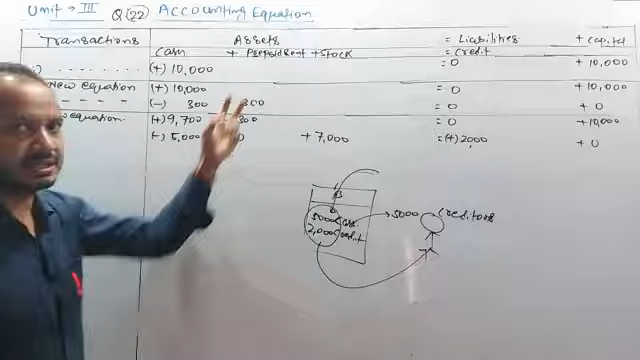 Unit → III Q. 22 Accounting Equation
Transactions Assets = Liabilities + capital
Cash + Prepaid Rent + Stock = Credit
(+) 10,000 = 0 + 10,000
New equation (+) 10,000 = 0 + 10,000
(-) 300 300 = 0 + 0
equation (+) 9,700 300 = 0 + 10,000
(-) 5,000 0 + 7,000 = (+) 2000 + 0
5000 → 5000 Creditors
2,000 Credit